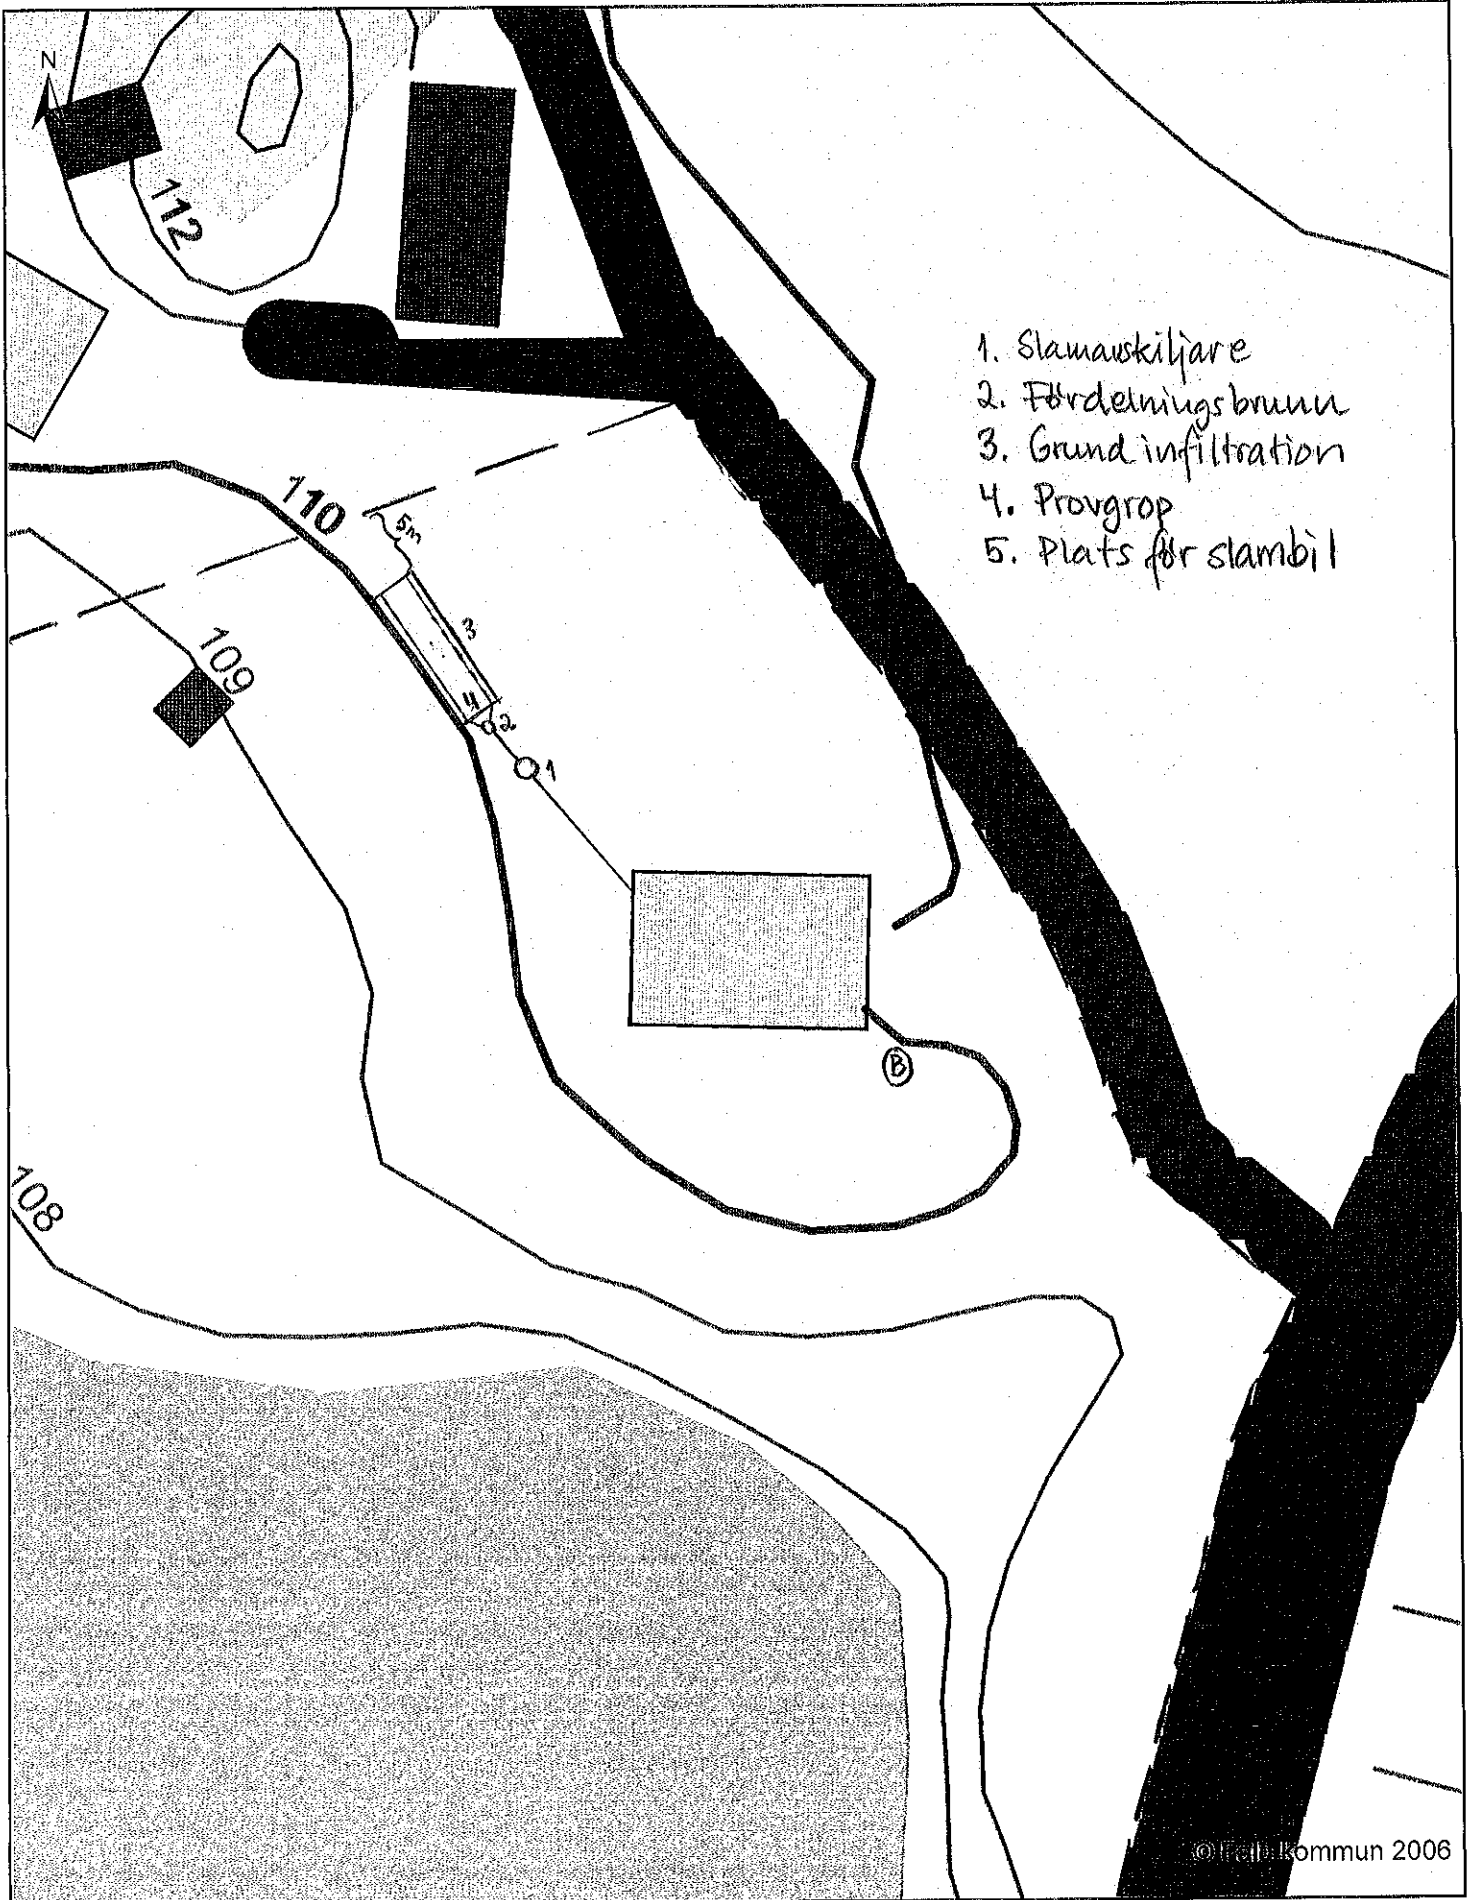 N
112
1. Slamavskiljare
2. Fördelningsbrunn
3. Grund infiltration
4. Provgrop
5. Plats för slambil
110
5m
3
109
4
2
1
B
108
© Falu kommun 2006